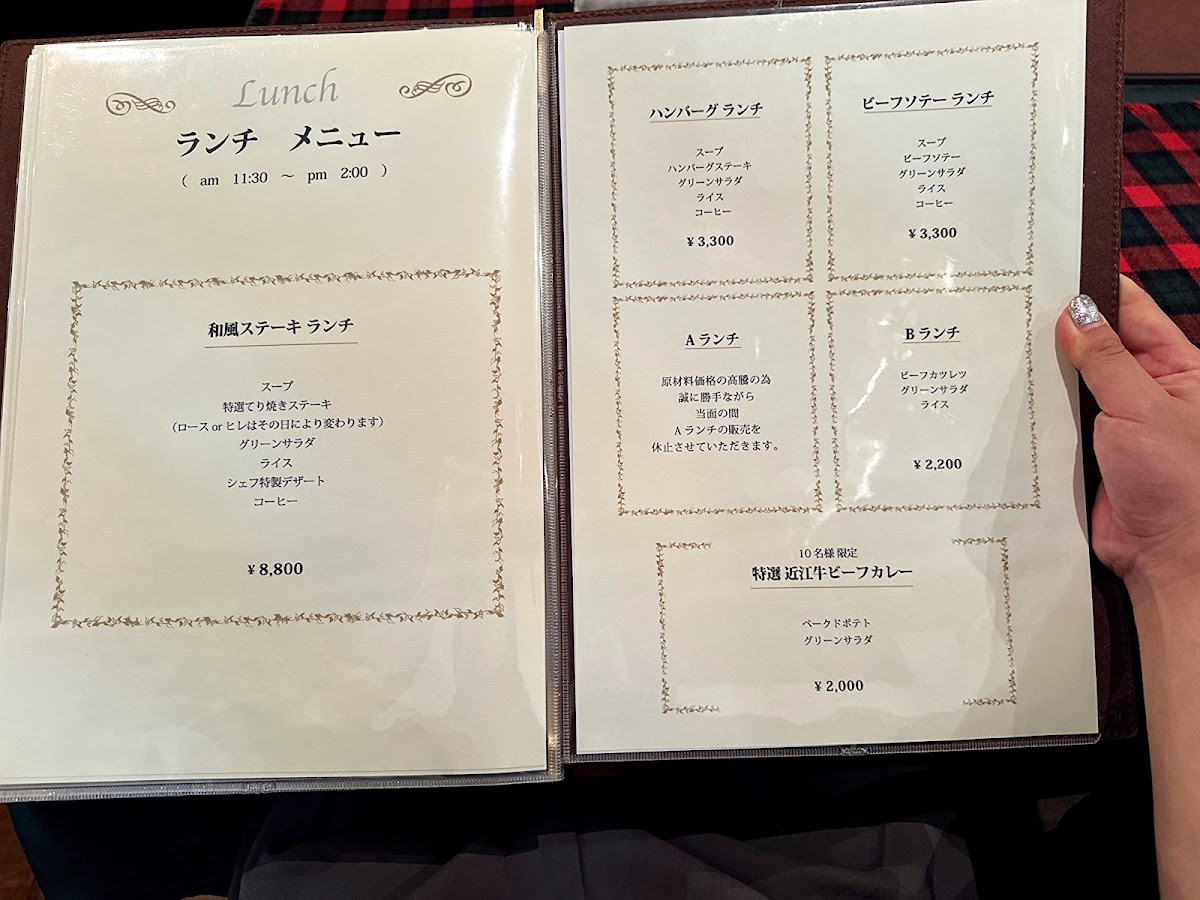 Lunch
ランチ メニュー
( am 11:30 ～ pm 2:00 )
和風ステーキ ランチ
スープ
特選てり焼きステーキ
（ロース or ヒレはその日により変わります）
グリーンサラダ
ライス
シェフ特製デザート
コーヒー
¥ 8,800
ハンバーグ ランチ
スープ
ハンバーグステーキ
グリーンサラダ
ライス
コーヒー
¥ 3,300
ビーフソテー ランチ
スープ
ビーフソテー
グリーンサラダ
ライス
コーヒー
¥ 3,300
A ランチ
原材料価格の高騰の為
誠に勝手ながら
当面の間
A ランチの販売を
休止させていただきます。
B ランチ
ビーフカツレツ
グリーンサラダ
ライス
¥ 2,200
10 名様 限定
特選 近江牛ビーフカレー
ベークドポテト
グリーンサラダ
¥ 2,000